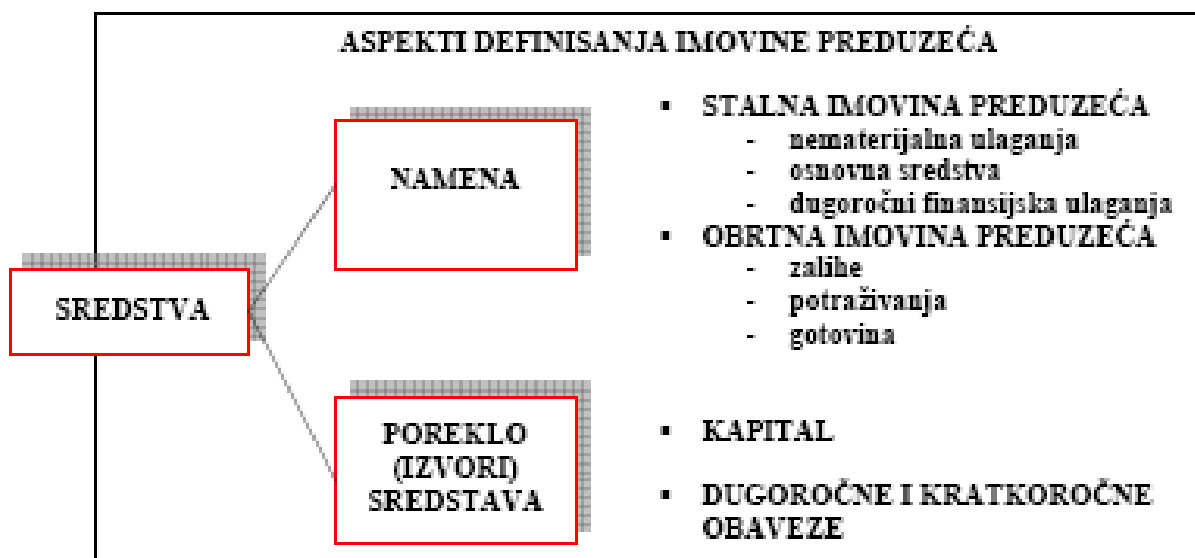 ASPEKTI DEFINISANJA IMOVINE PREDUZEĆA
SREDSTVA
NAMENA
▪ STALNA IMOVINA PREDUZEĆA
- nematerijalna ulaganja
- osnovna sredstva
- dugoročni finansijska ulaganja
▪ OBRTNA IMOVINA PREDUZEĆA
- zalihe
- potraživanja
- gotovina
POREKLO
(IZVORI)
SREDSTAVA
▪ KAPITAL
▪ DUGOROČNE I KRATKOROČNE
OBAVEZE